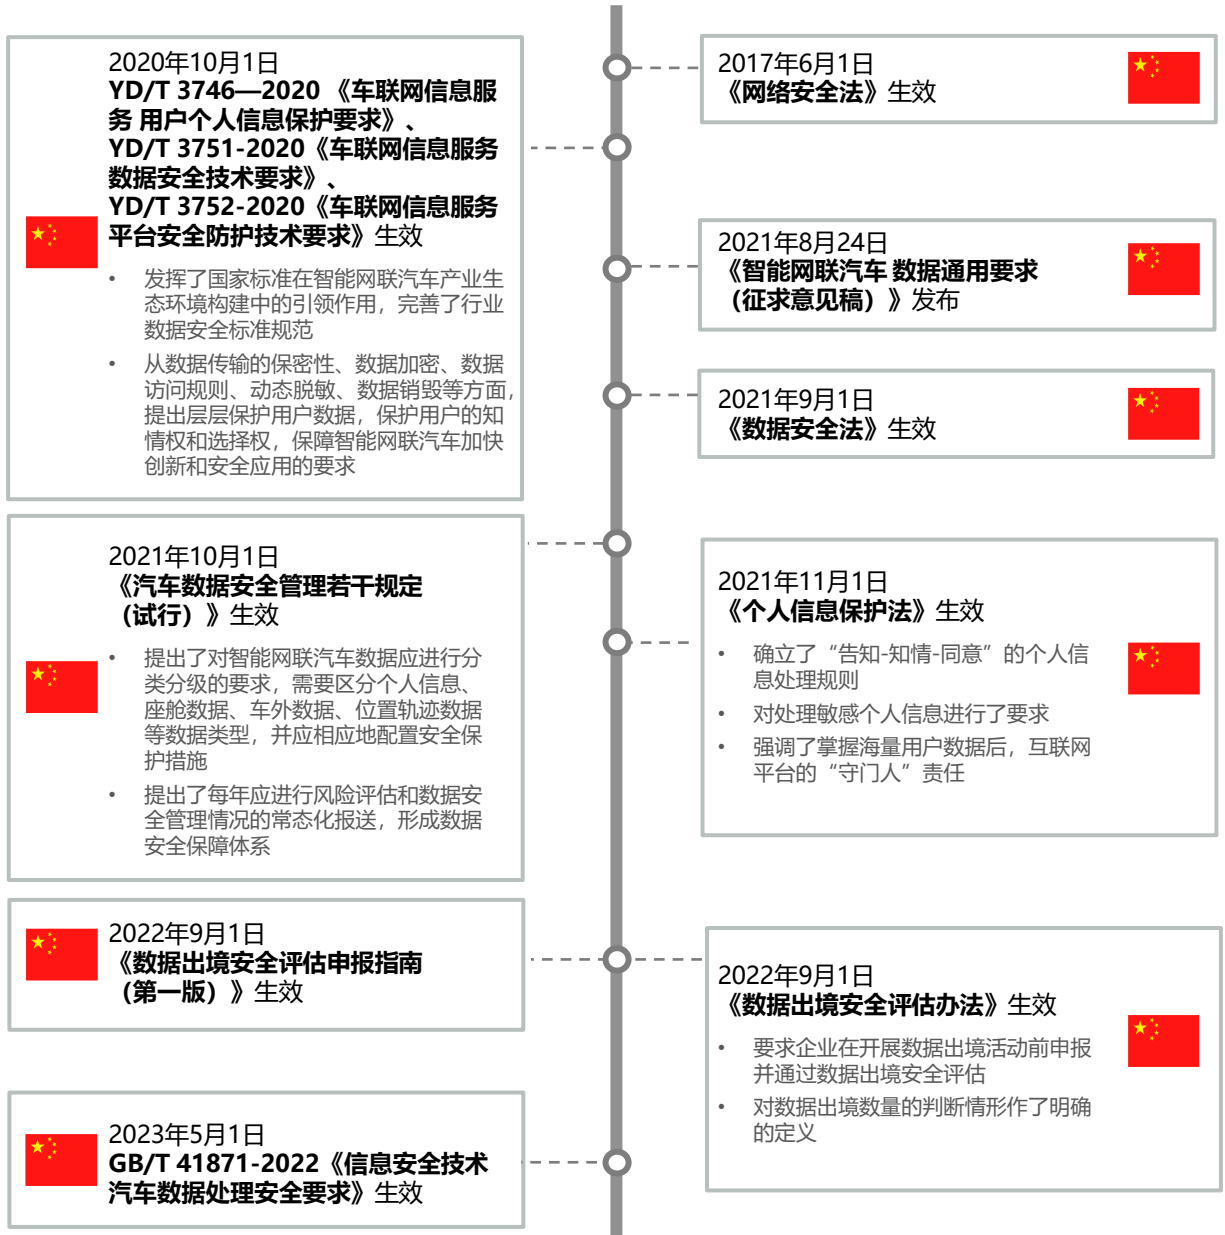 2017年6月1日
《网络安全法》生效
2020年10月1日
YD/T 3746—2020 《车联网信息服
务 用户个人信息保护要求》、
YD/T 3751-2020《车联网信息服务
数据安全技术要求》、
YD/T 3752-2020《车联网信息服务
平台安全防护技术要求》生效
• 发挥了国家标准在智能网联汽车产业生
态环境构建中的引领作用，完善了行业
数据安全标准规范
• 从数据传输的保密性、数据加密、数据
访问规则、动态脱敏、数据销毁等方面，
提出层层保护用户数据，保护用户的知
情权和选择权，保障智能网联汽车加快
创新和安全应用的要求
2021年8月24日
《智能网联汽车 数据通用要求
（征求意见稿）》发布
2021年9月1日
《数据安全法》生效
2021年10月1日
《汽车数据安全管理若干规定
（试行）》生效
• 提出了对智能网联汽车数据应进行分
类分级的要求，需要区分个人信息、
座舱数据、车外数据、位置轨迹数据
等数据类型，并应相应地配置安全保
护措施
• 提出了每年应进行风险评估和数据安
全管理情况的常态化报送，形成数据
安全保障体系
2021年11月1日
《个人信息保护法》生效
• 确立了“告知-知情-同意”的个人信
息处理规则
• 对处理敏感个人信息进行了要求
• 强调了掌握海量用户数据后，互联网
平台的“守门人”责任
2022年9月1日
《数据出境安全评估申报指南
（第一版）》生效
2022年9月1日
《数据出境安全评估办法》生效
• 要求企业在开展数据出境活动前申报
并通过数据出境安全评估
• 对数据出境数量的判断情形作了明确
的定义
2023年5月1日
GB/T 41871-2022《信息安全技术
汽车数据处理安全要求》生效